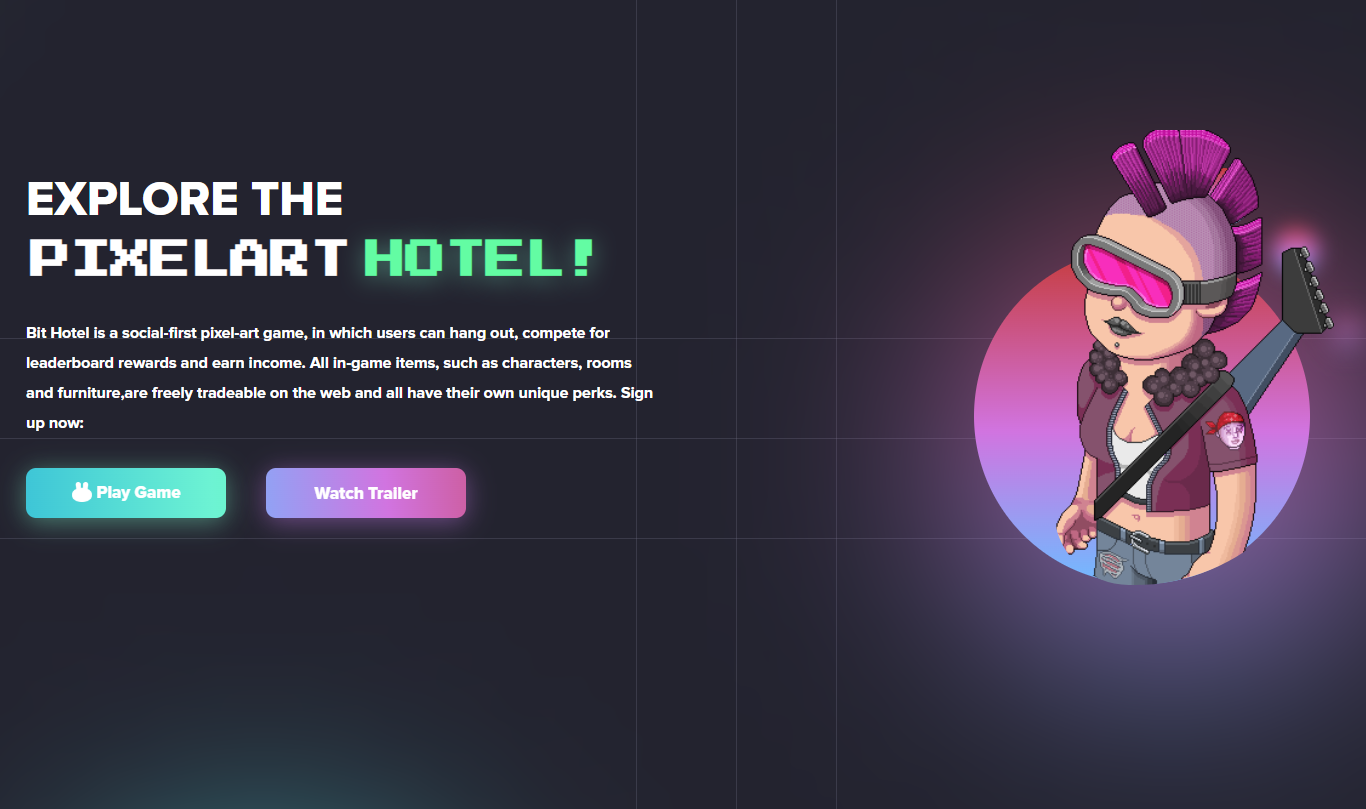 EXPLORE THE
PIXELART HOTEL!
Bit Hotel is a social-first pixel-art game, in which users can hang out, compete for
leaderboard rewards and earn income. All in-game items, such as characters, rooms
and furniture,are freely tradeable on the web and all have their own unique perks. Sign
up now:
Play Game
Watch Trailer